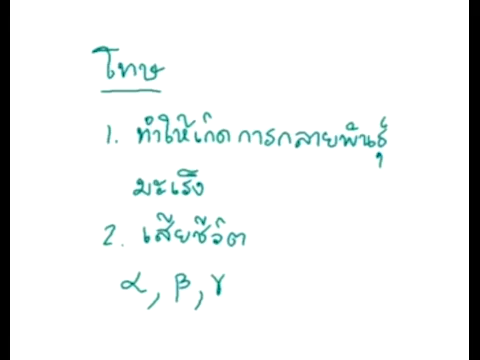 โทษ
1. ทำให้เกิดการกลายพันธุ์
มะเร็ง
2. เสียชีวิต
α, β, γ